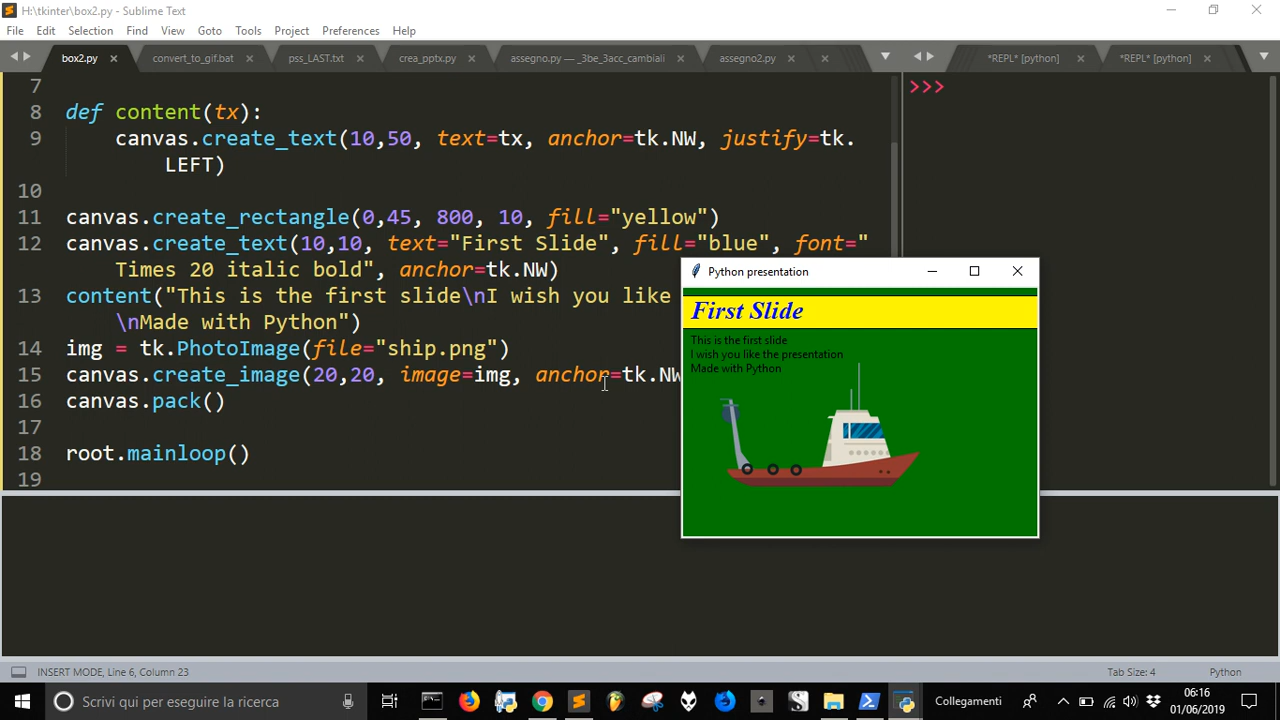 H:\tkinter\box2.py - Sublime Text
File Edit Selection Find View Goto Tools Project Preferences Help
box2.py convert_to_gif.bat pss_LAST.txt crea_pptx.py assegno.py — _3be_3acc_cambiali assegno2.py *REPL* [python] *REPL* [python]
7
8 def content(tx):
9 canvas.create_text(10,50, text=tx, anchor=tk.NW, justify=tk.
LEFT)
10
11 canvas.create_rectangle(0,45, 800, 10, fill="yellow")
12 canvas.create_text(10,10, text="First Slide", fill="blue", font="
Times 20 italic bold", anchor=tk.NW)
13 content("This is the first slide\nI wish you like
\nMade with Python")
14 img = tk.PhotoImage(file="ship.png")
15 canvas.create_image(20,20, image=img, anchor=tk.NW
16 canvas.pack()
17
18 root.mainloop()
19
>>>
Python presentation
First Slide
This is the first slide
I wish you like the presentation
Made with Python
INSERT MODE, Line 6, Column 23 Tab Size: 4 Python
Scrivi qui per eseguire la ricerca
Collegamenti
06:16
01/06/2019